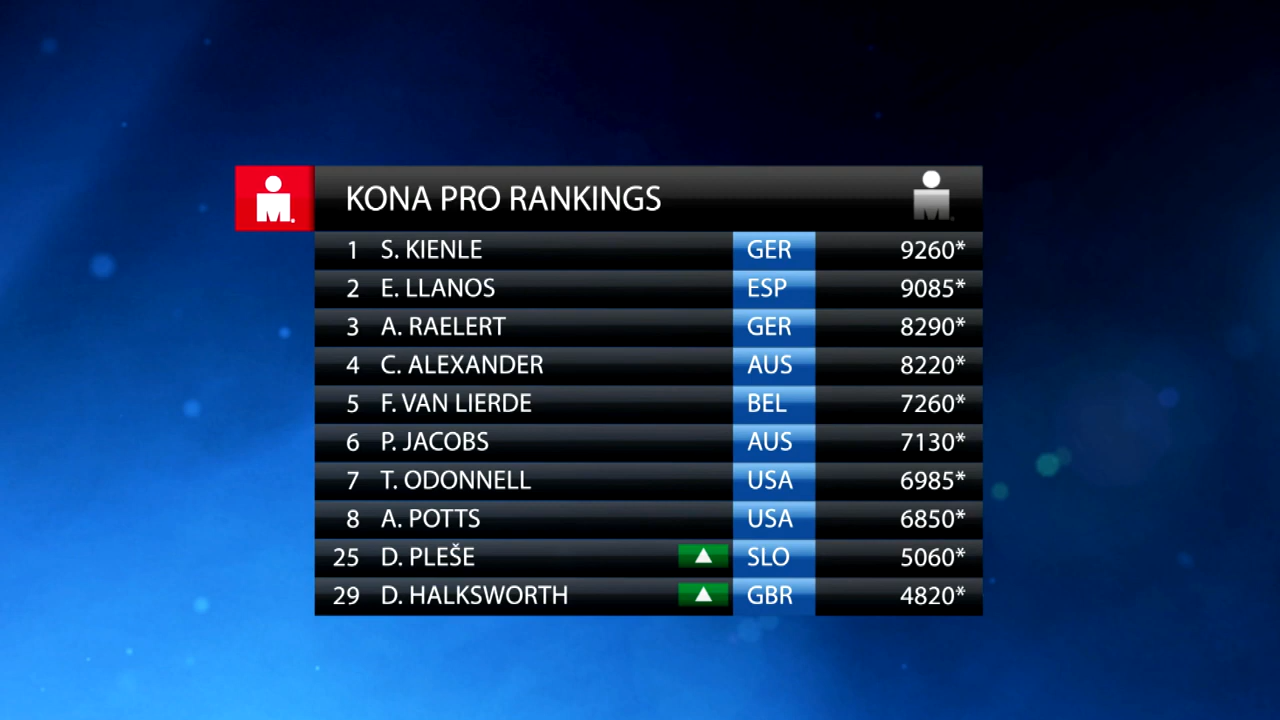 KONA PRO RANKINGS
1 S. KIENLE GER 9260*
2 E. LLANOS ESP 9085*
3 A. RAELERT GER 8290*
4 C. ALEXANDER AUS 8220*
5 F. VAN LIERDE BEL 7260*
6 P. JACOBS AUS 7130*
7 T. ODONNELL USA 6985*
8 A. POTTS USA 6850*
25 D. PLEŠE SLO 5060*
29 D. HALKSWORTH GBR 4820*